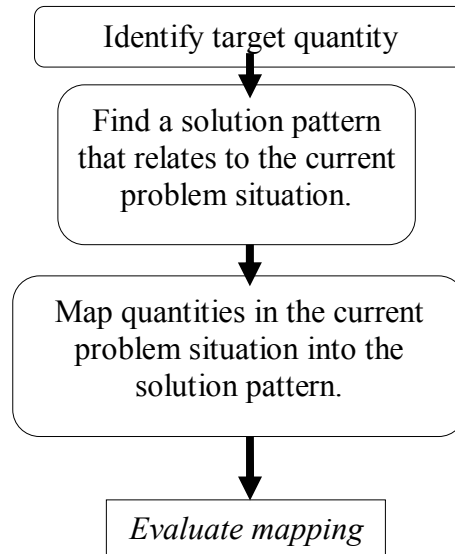 Identify target quantity
Find a solution pattern
that relates to the current
problem situation.
Map quantities in the current
problem situation into the
solution pattern.
Evaluate mapping